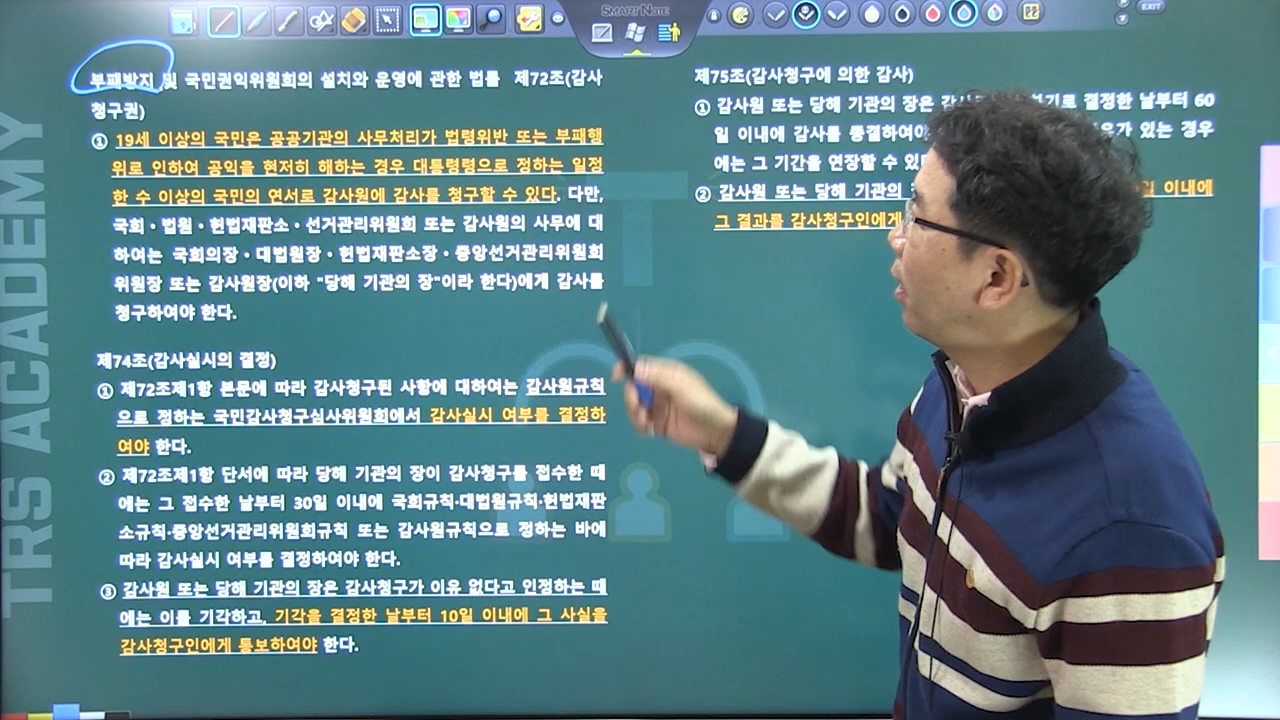 SMART NOTE
EXIT
TRS ACADEMY
부패방지 및 국민권익위원회의 설치와 운영에 관한 법률 제72조(감사
청구권)
① 19세 이상의 국민은 공공기관의 사무처리가 법령위반 또는 부패행
위로 인하여 공익을 현저히 해하는 경우 대통령령으로 정하는 일정
한 수 이상의 국민의 연서로 감사원에 감사를 청구할 수 있다. 다만,
국회·법원·헌법재판소·선거관리위원회 또는 감사원의 사무에 대
하여는 국회의장·대법원장·헌법재판소장·중앙선거관리위원회
위원장 또는 감사원장(이하 "당해 기관의 장"이라 한다)에게 감사를
청구하여야 한다.
제74조(감사실시의 결정)
① 제72조제1항 본문에 따라 감사청구된 사항에 대하여는 감사원규칙
으로 정하는 국민감사청구심사위원회에서 감사실시 여부를 결정하
여야 한다.
② 제72조제1항 단서에 따라 당해 기관의 장이 감사청구를 접수한 때
에는 그 접수한 날부터 30일 이내에 국회규칙·대법원규칙·헌법재판
소규칙·중앙선거관리위원회규칙 또는 감사원규칙으로 정하는 바에
따라 감사실시 여부를 결정하여야 한다.
③ 감사원 또는 당해 기관의 장은 감사청구가 이유 없다고 인정하는 때
에는 이를 기각하고, 기각을 결정한 날부터 10일 이내에 그 사실을
감사청구인에게 통보하여야 한다.
제75조(감사청구에 의한 감사)
① 감사원 또는 당해 기관의 장은 결정한 날부터 60
일 이내에 감사를 종결하여야 있는 경우
에는 그 기간을 연장할 수
② 감사원 또는 당해 기관의 이내에
그 결과를 감사청구인에게